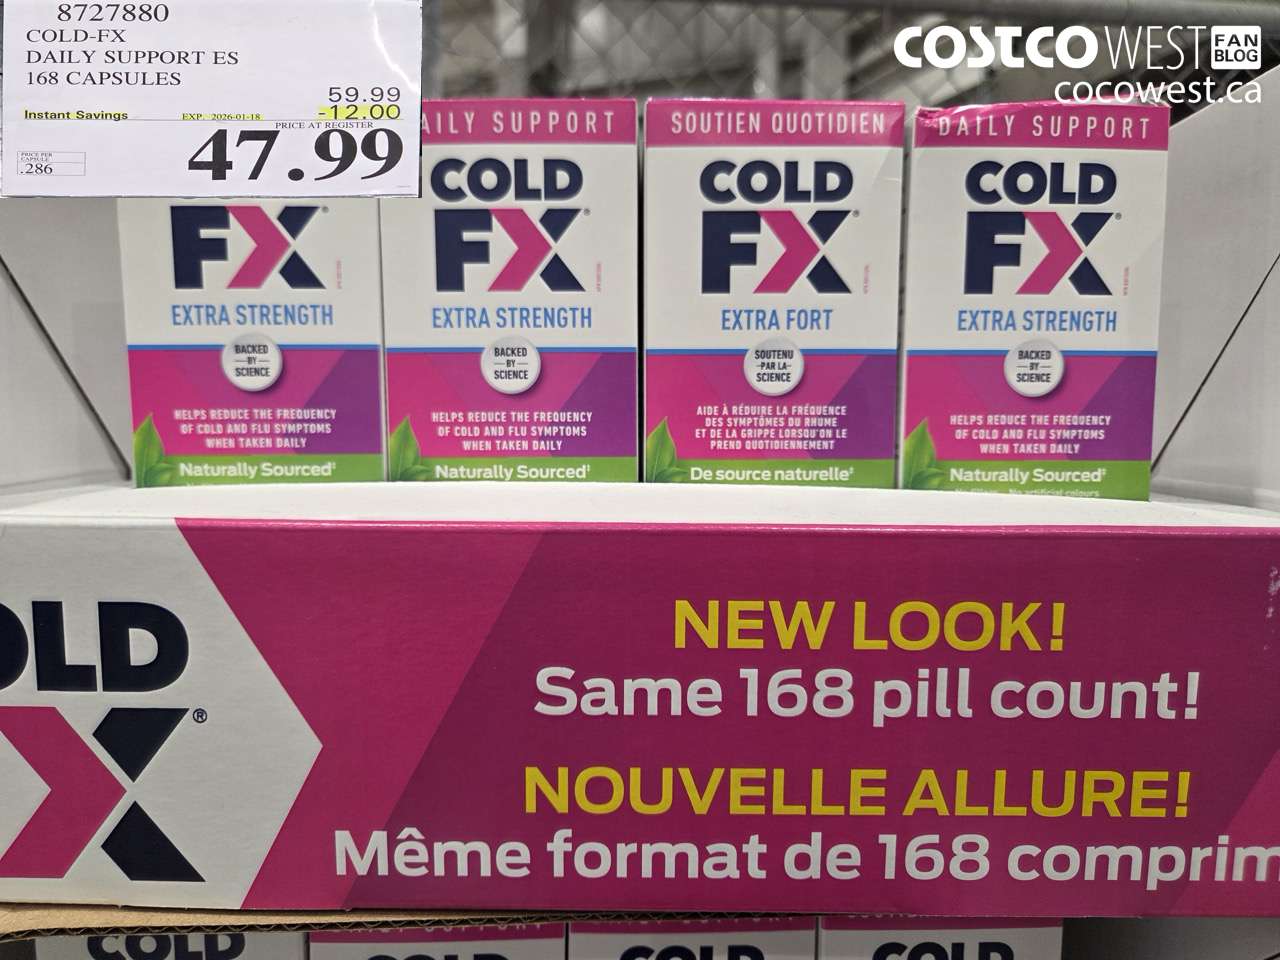 8727880
COLD-FX
DAILY SUPPORT ES
168 CAPSULES
59.99
Instant Savings EXP. 2026-01-18 -12.00
PRICE AT REGISTER
47.99
PRICE PER
CAPSULE
.286
COSTCO WEST FAN BLOG
cocowest.ca
FX®
EXTRA STRENGTH
BACKED
BY
SCIENCE
HELPS REDUCE THE FREQUENCY
OF COLD AND FLU SYMPTOMS
WHEN TAKEN DAILY
Naturally Sourced‡
AILY SUPPORT
COLD
FX®
EXTRA STRENGTH
BACKED
BY
SCIENCE
HELPS REDUCE THE FREQUENCY
OF COLD AND FLU SYMPTOMS
WHEN TAKEN DAILY
Naturally Sourced‡
SOUTIEN QUOTIDIEN
COLD
FX®
EXTRA FORT
SOUTENU
PAR LA
SCIENCE
AIDE À RÉDUIRE LA FRÉQUENCE
DES SYMPTÔMES DU RHUME
ET DE LA GRIPPE LORSQU'ON LE
PREND QUOTIDIENNEMENT
De source naturelle‡
DAILY SUPPORT
COLD
FX®
EXTRA STRENGTH
BACKED
BY
SCIENCE
HELPS REDUCE THE FREQUENCY
OF COLD AND FLU SYMPTOMS
WHEN TAKEN DAILY
Naturally Sourced‡
No artificial colours
OLD
X®
NEW LOOK!
Same 168 pill count!
NOUVELLE ALLURE!
Même format de 168 comprim
COLD
COLD
COLD
COLD